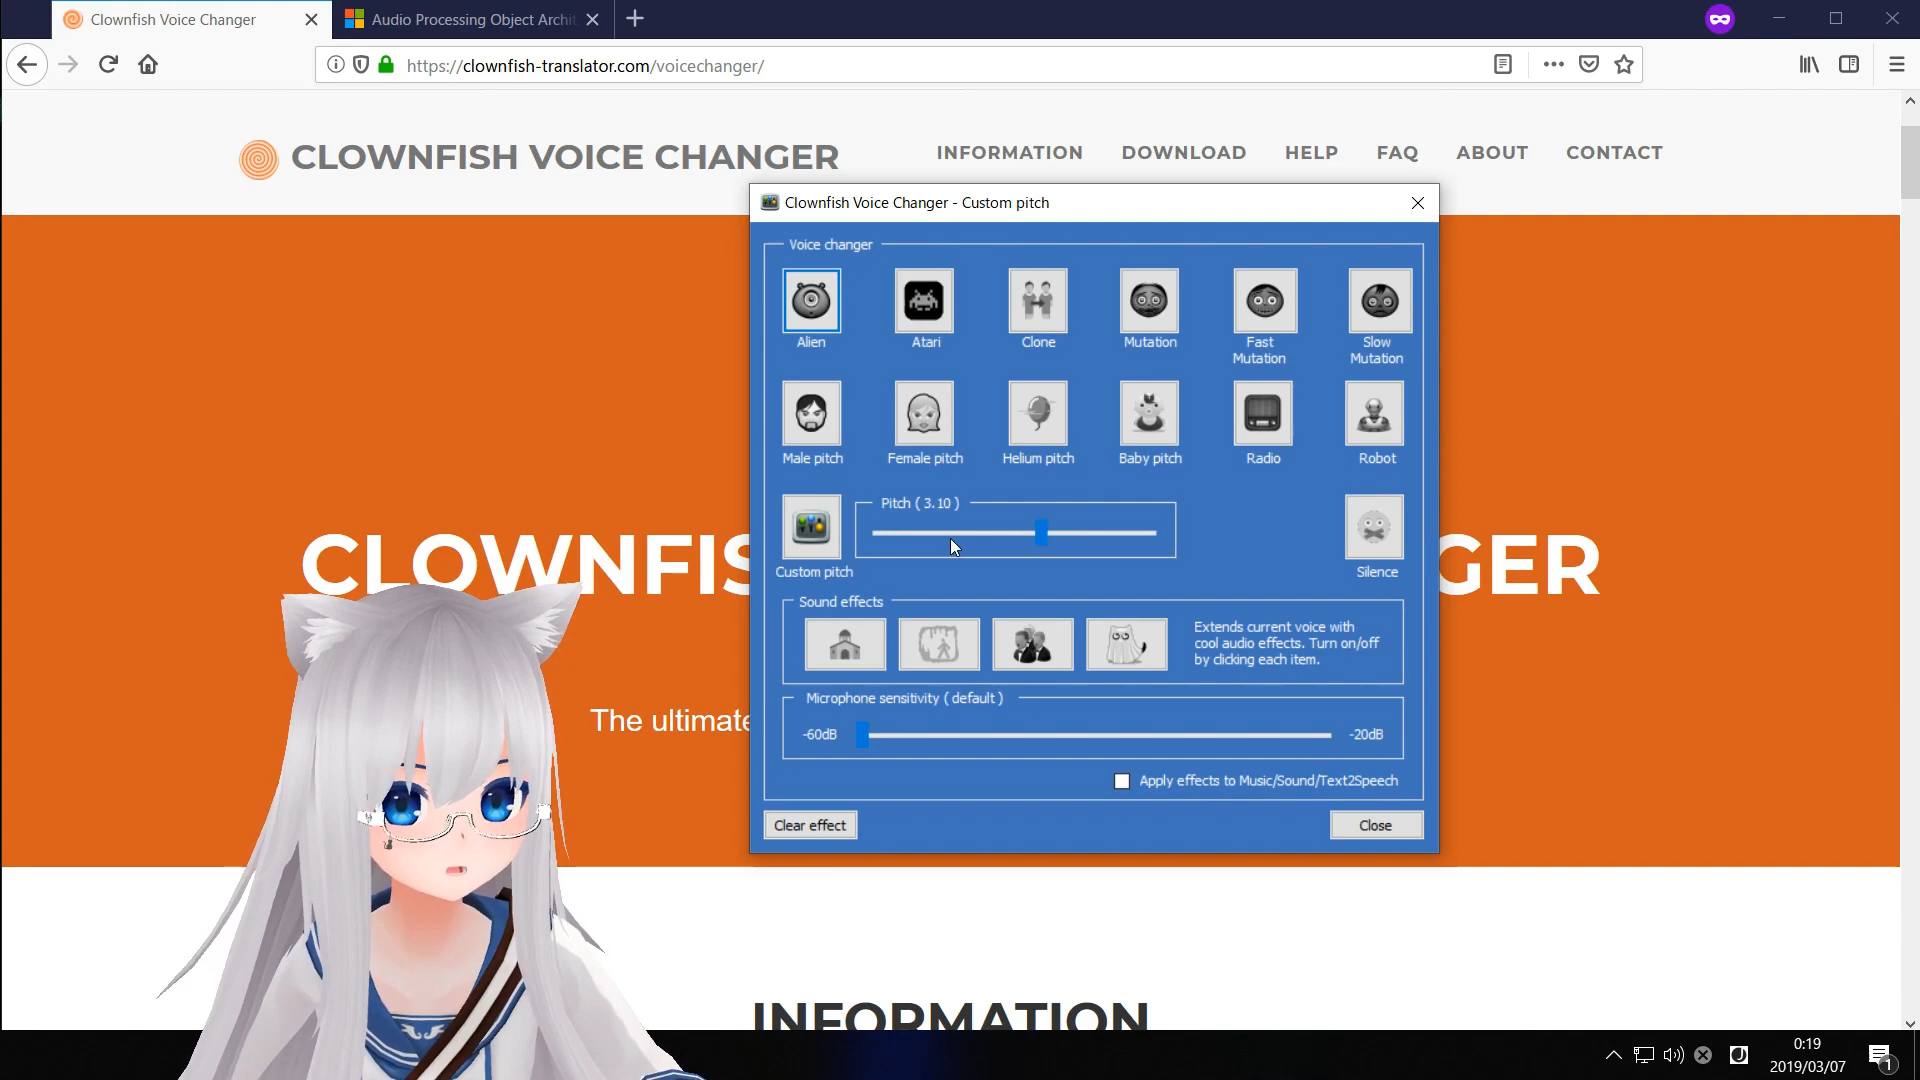 Clownfish Voice Changer
Audio Processing Object Archit
https://clownfish-translator.com/voicechanger/
CLOWNFISH VOICE CHANGER
INFORMATION
DOWNLOAD
HELP
FAQ
ABOUT
CONTACT
Clownfish Voice Changer - Custom pitch
Voice changer
Alien
Atari
Clone
Mutation
Fast
Mutation
Slow
Mutation
Male pitch
Female pitch
Helium pitch
Baby pitch
Radio
Robot
Pitch ( 3.10 )
Custom pitch
Silence
CLOWNFIS
GER
Sound effects
Extends current voice with
cool audio effects. Turn on/off
by clicking each item.
Microphone sensitivity ( default )
-60dB
-20dB
The ultimate
Apply effects to Music/Sound/Text2Speech
Clear effect
Close
INFORMATION
0:19
2019/03/07
1